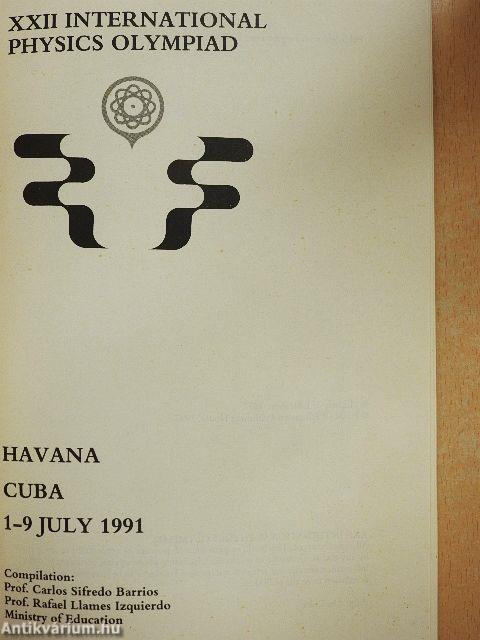 XXII INTERNATIONAL
PHYSICS OLYMPIAD
HAVANA
CUBA
1-9 JULY 1991
Compilation:
Prof. Carlos Sifredo Barrios
Prof. Rafael Llames Izquierdo
Ministry of Education
Antikvárium.hu